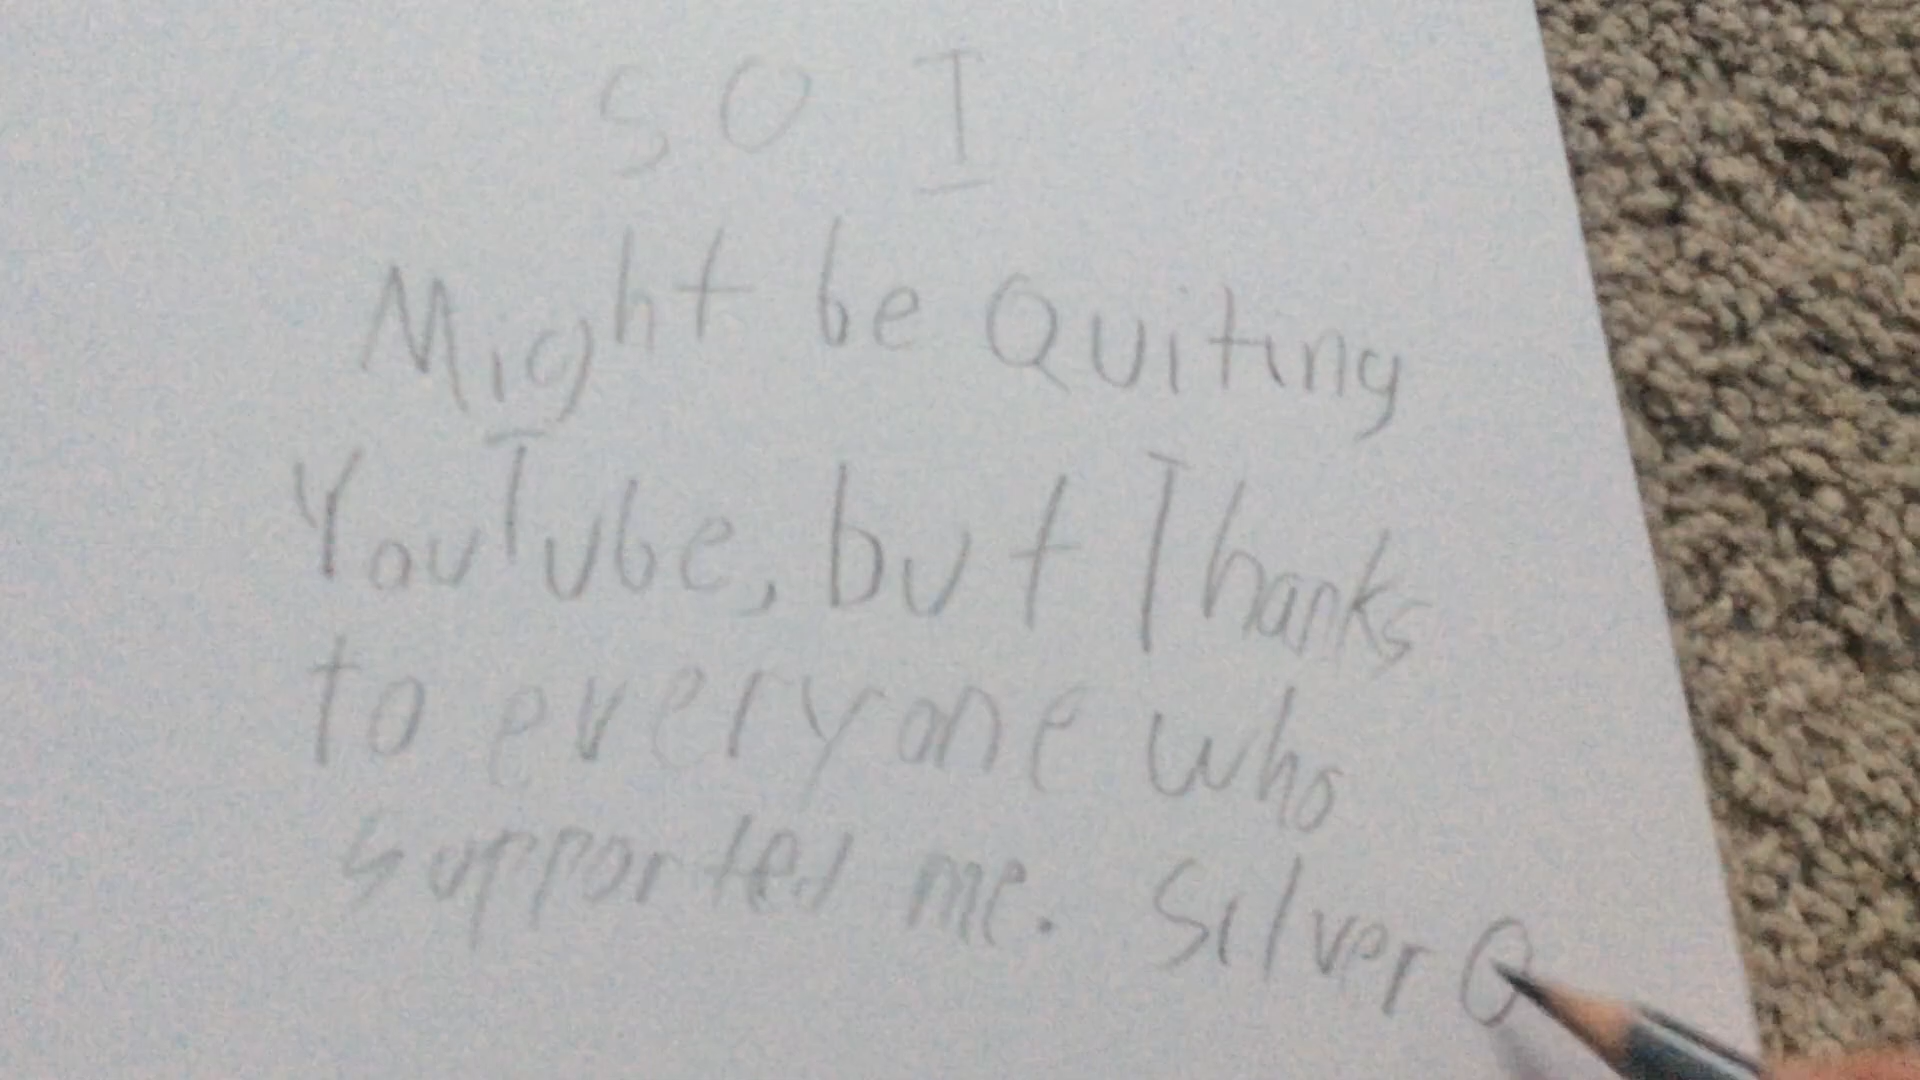 SO I
Might be Quiting
YouTube, but Thanks
to everyone who
supported me. Silver